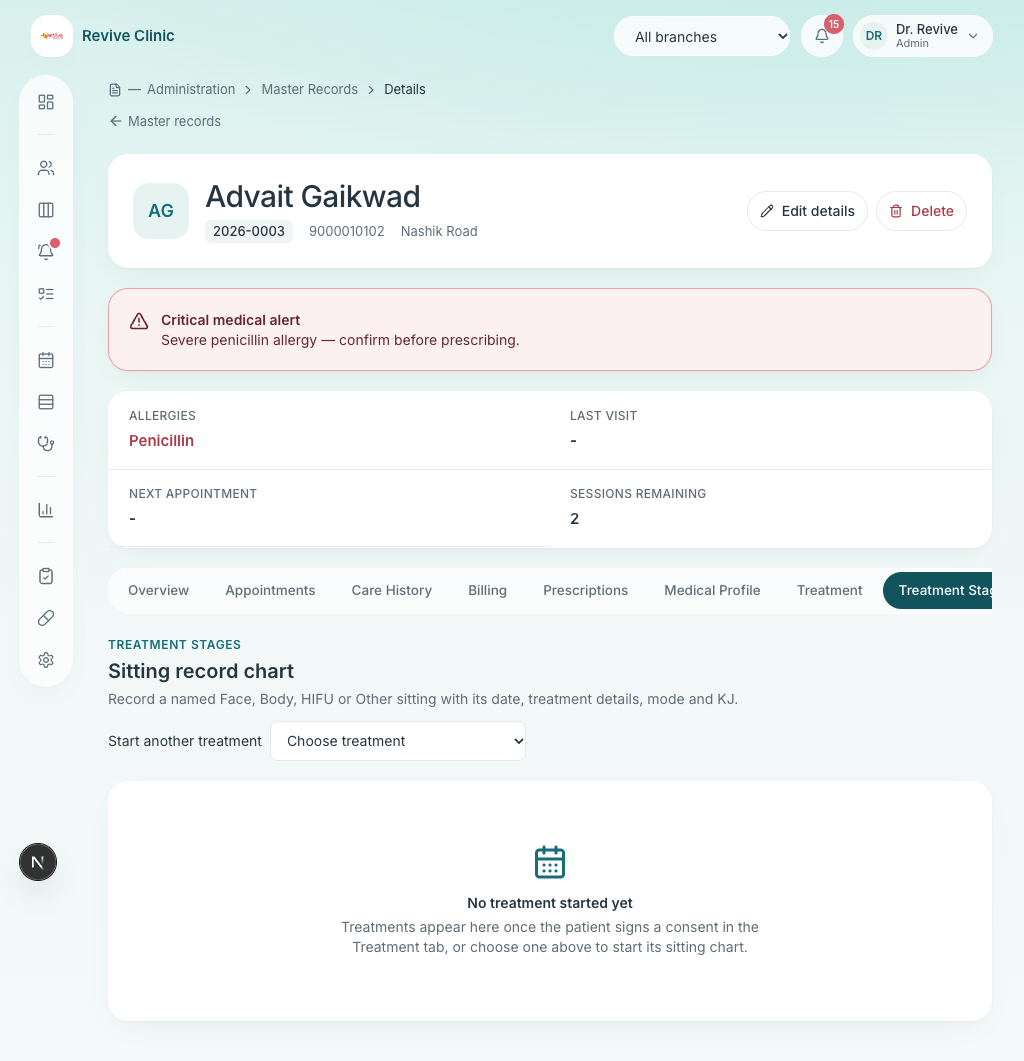 Revive Clinic
All branches
15
DR
Dr. Revive
Admin
— Administration > Master Records > Details
← Master records
AG
Advait Gaikwad
2026-0003 9000010102 Nashik Road
Edit details
Delete
Critical medical alert
Severe penicillin allergy — confirm before prescribing.
ALLERGIES
Penicillin
LAST VISIT
-
NEXT APPOINTMENT
-
SESSIONS REMAINING
2
Overview Appointments Care History Billing Prescriptions Medical Profile Treatment Treatment Stag
TREATMENT STAGES
Sitting record chart
Record a named Face, Body, HIFU or Other sitting with its date, treatment details, mode and KJ.
Start another treatment Choose treatment
N
No treatment started yet
Treatments appear here once the patient signs a consent in the
Treatment tab, or choose one above to start its sitting chart.